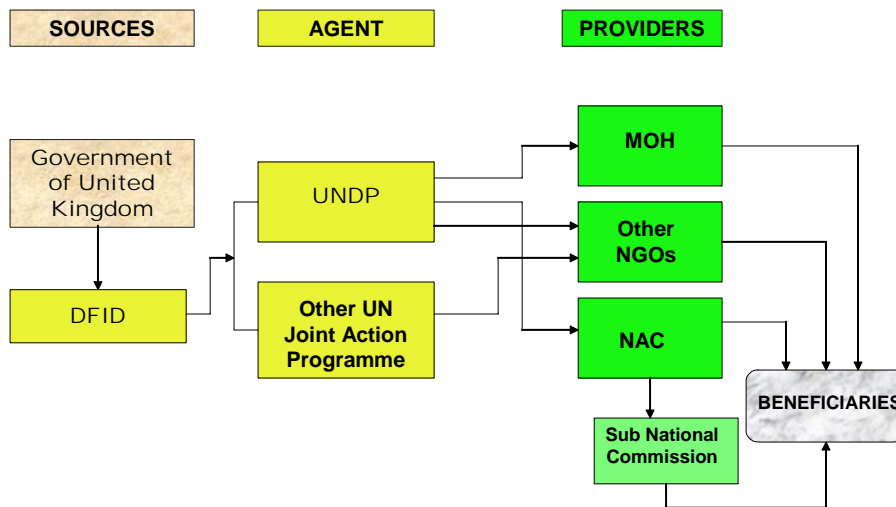 SOURCES
AGENT
PROVIDERS
Government
of United
Kingdom
DFID
UNDP
Other UN
Joint Action
Programme
MOH
Other
NGOs
NAC
Sub National
Commission
BENEFICIARIES